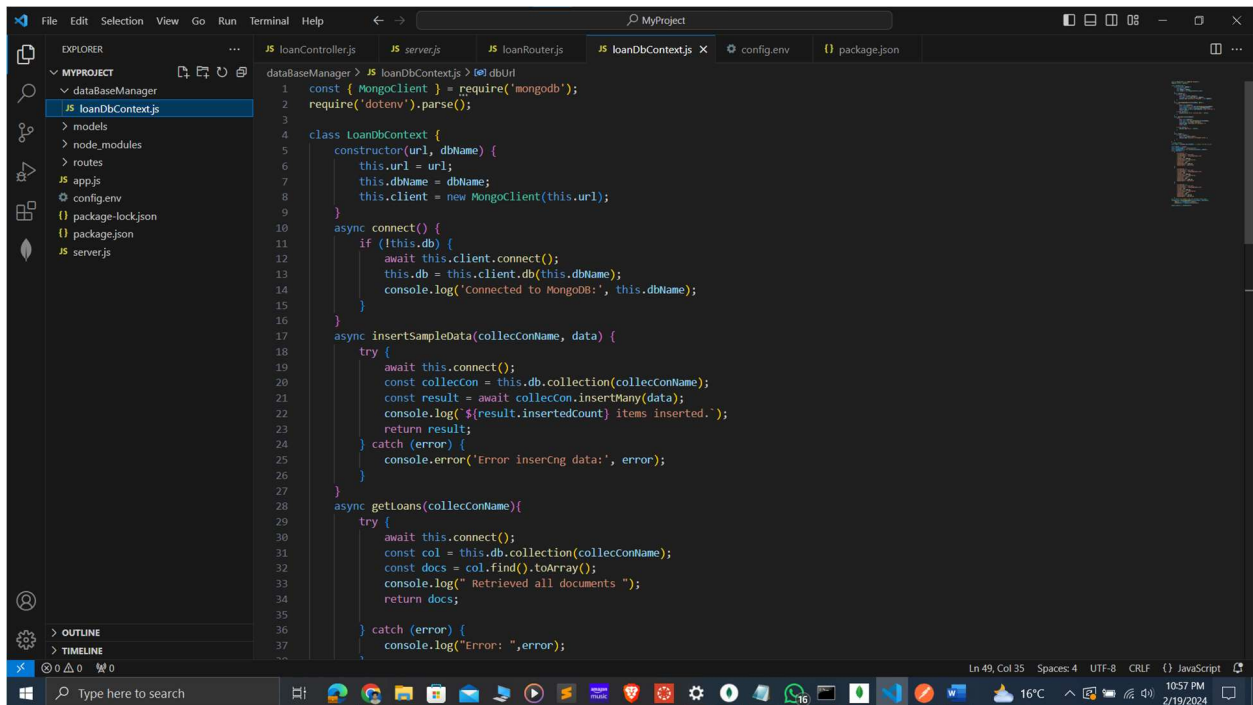 File Edit Selection View Go Run Terminal Help
MyProject
EXPLORER
MYPROJECT
dataBaseManager
JS loanDbContext.js
models
node_modules
routes
JS app.js
config.env
{} package-lock.json
{} package.json
JS server.js
OUTLINE
TIMELINE
JS loanController.js JS server.js JS loanRouter.js JS loanDbContext.js config.env {} package.json
dataBaseManager > JS loanDbContext.js > dbUrl
1 const { MongoClient } = require('mongodb');
2 require('dotenv').parse();
3
4 class LoanDbContext {
5 constructor(url, dbName) {
6 this.url = url;
7 this.dbName = dbName;
8 this.client = new MongoClient(this.url);
9 }
10 async connect() {
11 if (!this.db) {
12 await this.client.connect();
13 this.db = this.client.db(this.dbName);
14 console.log('Connected to MongoDB:', this.dbName);
15 }
16 }
17 async insertSampleData(collecConName, data) {
18 try {
19 await this.connect();
20 const collecCon = this.db.collection(collecConName);
21 const result = await collecCon.insertMany(data);
22 console.log(`${result.insertedCount} items inserted.`);
23 return result;
24 } catch (error) {
25 console.error('Error inserCng data:', error);
26 }
27 }
28 async getLoans(collecConName){
29 try {
30 await this.connect();
31 const col = this.db.collection(collecConName);
32 const docs = col.find().toArray();
33 console.log(" Retrieved all documents ");
34 return docs;
35
36 } catch (error) {
37 console.log("Error: ",error);
0 0 0
Ln 49, Col 35 Spaces: 4 UTF-8 CRLF {} JavaScript
Type here to search
amazon music
16
16°C
10:57 PM
2/19/2024